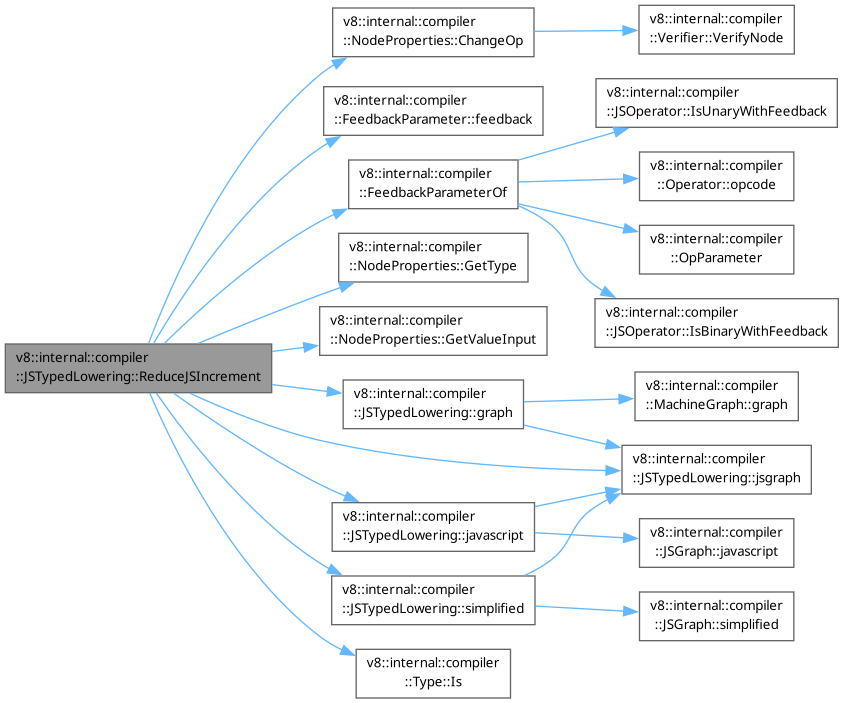 v8::internal::compiler
::JSTypedLowering::ReduceJSIncrement
v8::internal::compiler
::NodeProperties::ChangeOp
v8::internal::compiler
::Verifier::VerifyNode
v8::internal::compiler
::FeedbackParameter::feedback
v8::internal::compiler
::FeedbackParameterOf
v8::internal::compiler
::JSOperator::IsUnaryWithFeedback
v8::internal::compiler
::Operator::opcode
v8::internal::compiler
::OpParameter
v8::internal::compiler
::JSOperator::IsBinaryWithFeedback
v8::internal::compiler
::NodeProperties::GetType
v8::internal::compiler
::NodeProperties::GetValueInput
v8::internal::compiler
::JSTypedLowering::graph
v8::internal::compiler
::MachineGraph::graph
v8::internal::compiler
::JSTypedLowering::jsgraph
v8::internal::compiler
::JSTypedLowering::javascript
v8::internal::compiler
::JSGraph::javascript
v8::internal::compiler
::JSTypedLowering::simplified
v8::internal::compiler
::JSGraph::simplified
v8::internal::compiler
::Type::Is